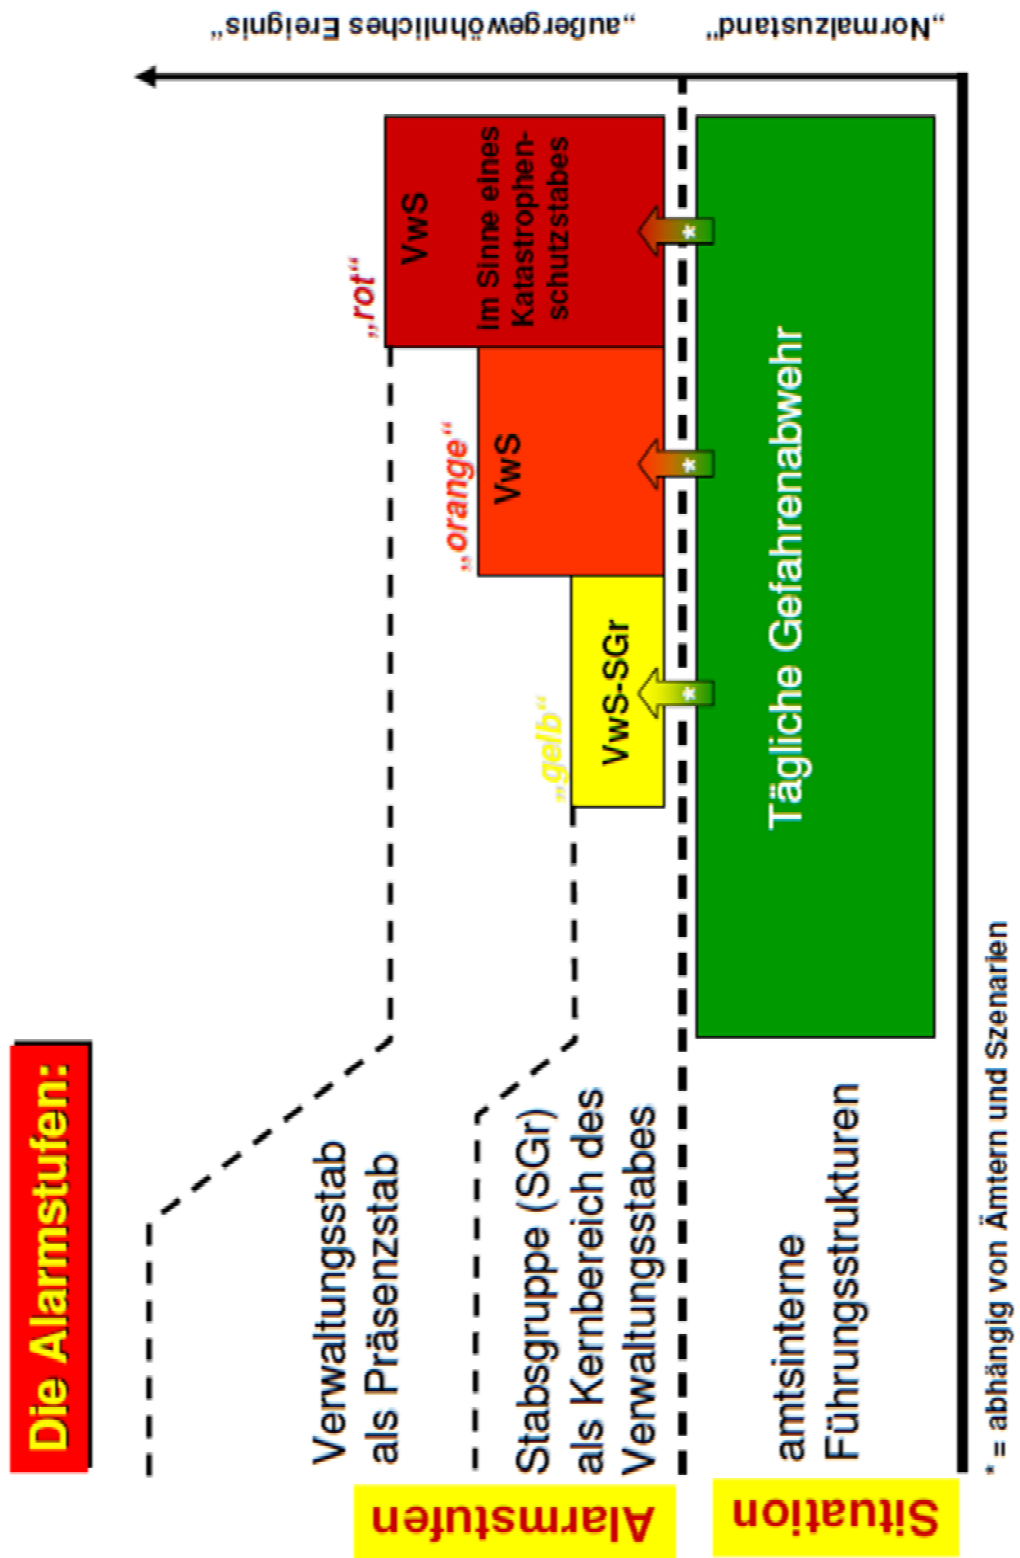 Die Alarmstufen:
Alarmstufen
Verwaltungsstab
als Präsenzstab
Stabsgruppe (SGr)
als Kernbereich des
Verwaltungsstabes
Situation
amtsinterne
Führungsstrukturen
„gelb“
VwS-SGr
„orange“
VwS
„rot“
VwS
im Sinne eines
Katastrophen-
schutzstabes
*
*
*
Tägliche Gefahrenabwehr
„außergewöhnliches Ereignis“
„Normalzustand“
* = abhängig von Ämtern und Szenarien